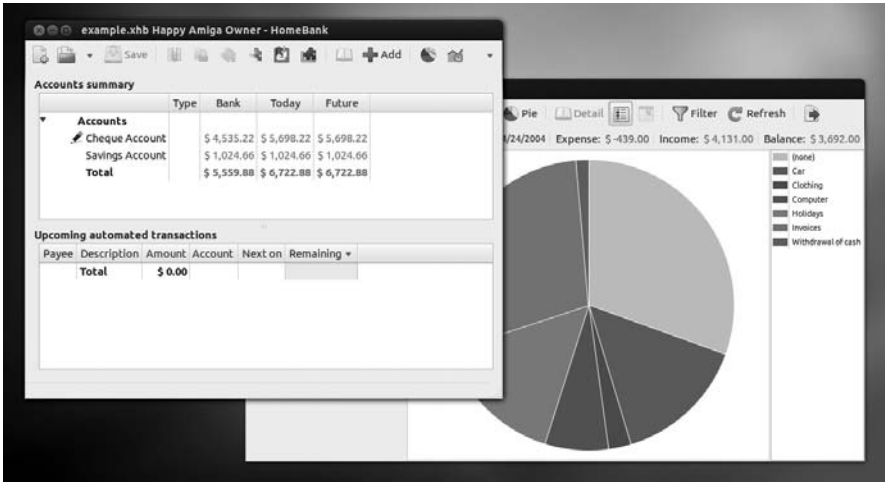 example.xhb Happy Amiga Owner - HomeBank
Save Add
Accounts summary
Type Bank Today Future
Accounts
Cheque Account $ 4,535.22 $ 5,698.22 $ 5,698.22
Savings Account $ 1,024.66 $ 1,024.66 $ 1,024.66
Total $ 5,559.88 $ 6,722.88 $ 6,722.88
Upcoming automated transactions
Payee Description Amount Account Next on Remaining
Total $ 0.00
Pie Detail Filter Refresh
/24/2004 Expense: $ -439.00 Income: $ 4,131.00 Balance: $ 3,692.00
(none)
Car
Clothing
Computer
Holidays
Invoices
Withdrawal of cash